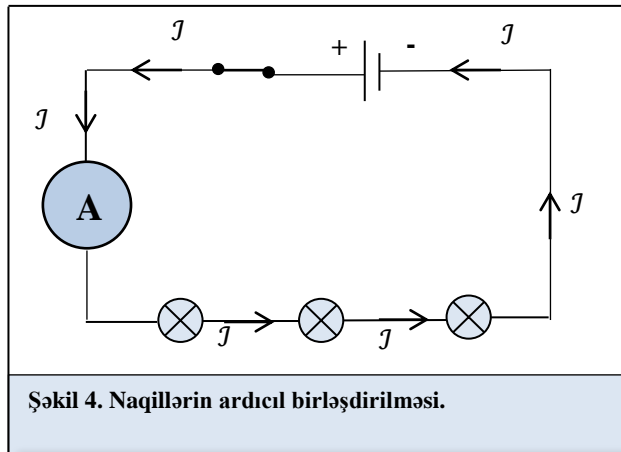 𝒥 + - 𝒥
𝒥
A
𝒥
𝒥 𝒥
Şəkil 4. Naqillərin ardıcıl birləşdirilməsi.